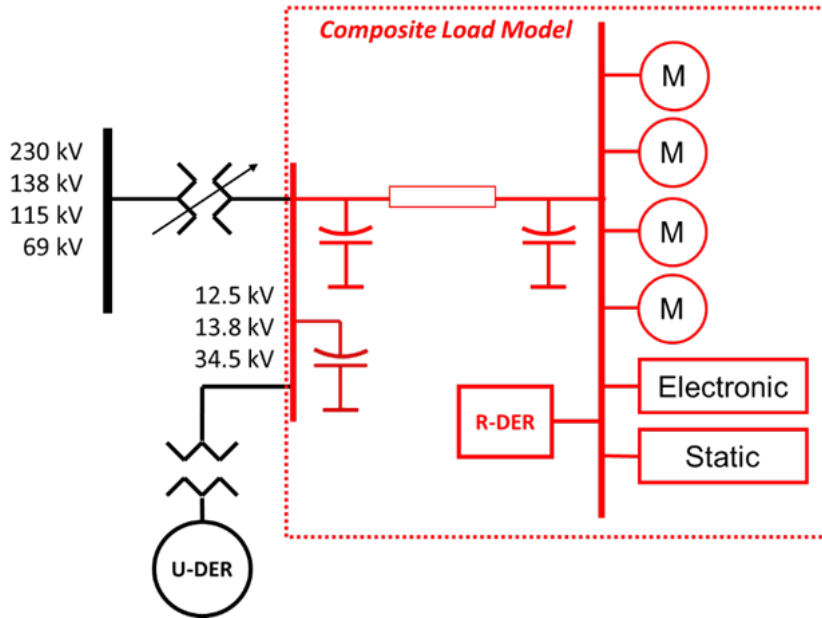 Composite Load Model
230 kV
138 kV
115 kV
69 kV
12.5 kV
13.8 kV
34.5 kV
M
M
M
M
Electronic
R-DER
Static
U-DER